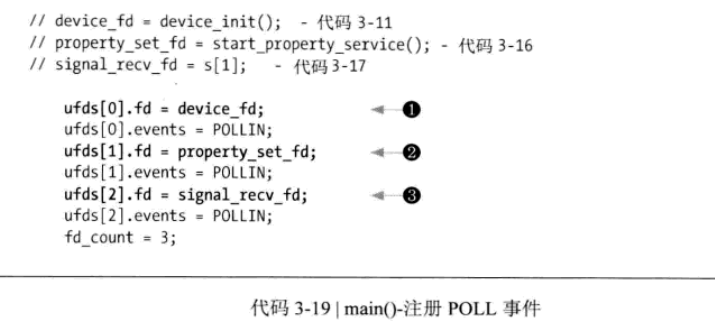 // device_fd = device_init();  - 代码 3-11
// property_set_fd = start_property_service(); - 代码 3-16
// signal_recv_fd = s[1];   - 代码 3-17
ufds[0].fd = device_fd; ❶
ufds[0].events = POLLIN;
ufds[1].fd = property_set_fd; ❷
ufds[1].events = POLLIN;
ufds[2].fd = signal_recv_fd; ❸
ufds[2].events = POLLIN;
fd_count = 3;
代码 3-19 | main()-注册 POLL 事件